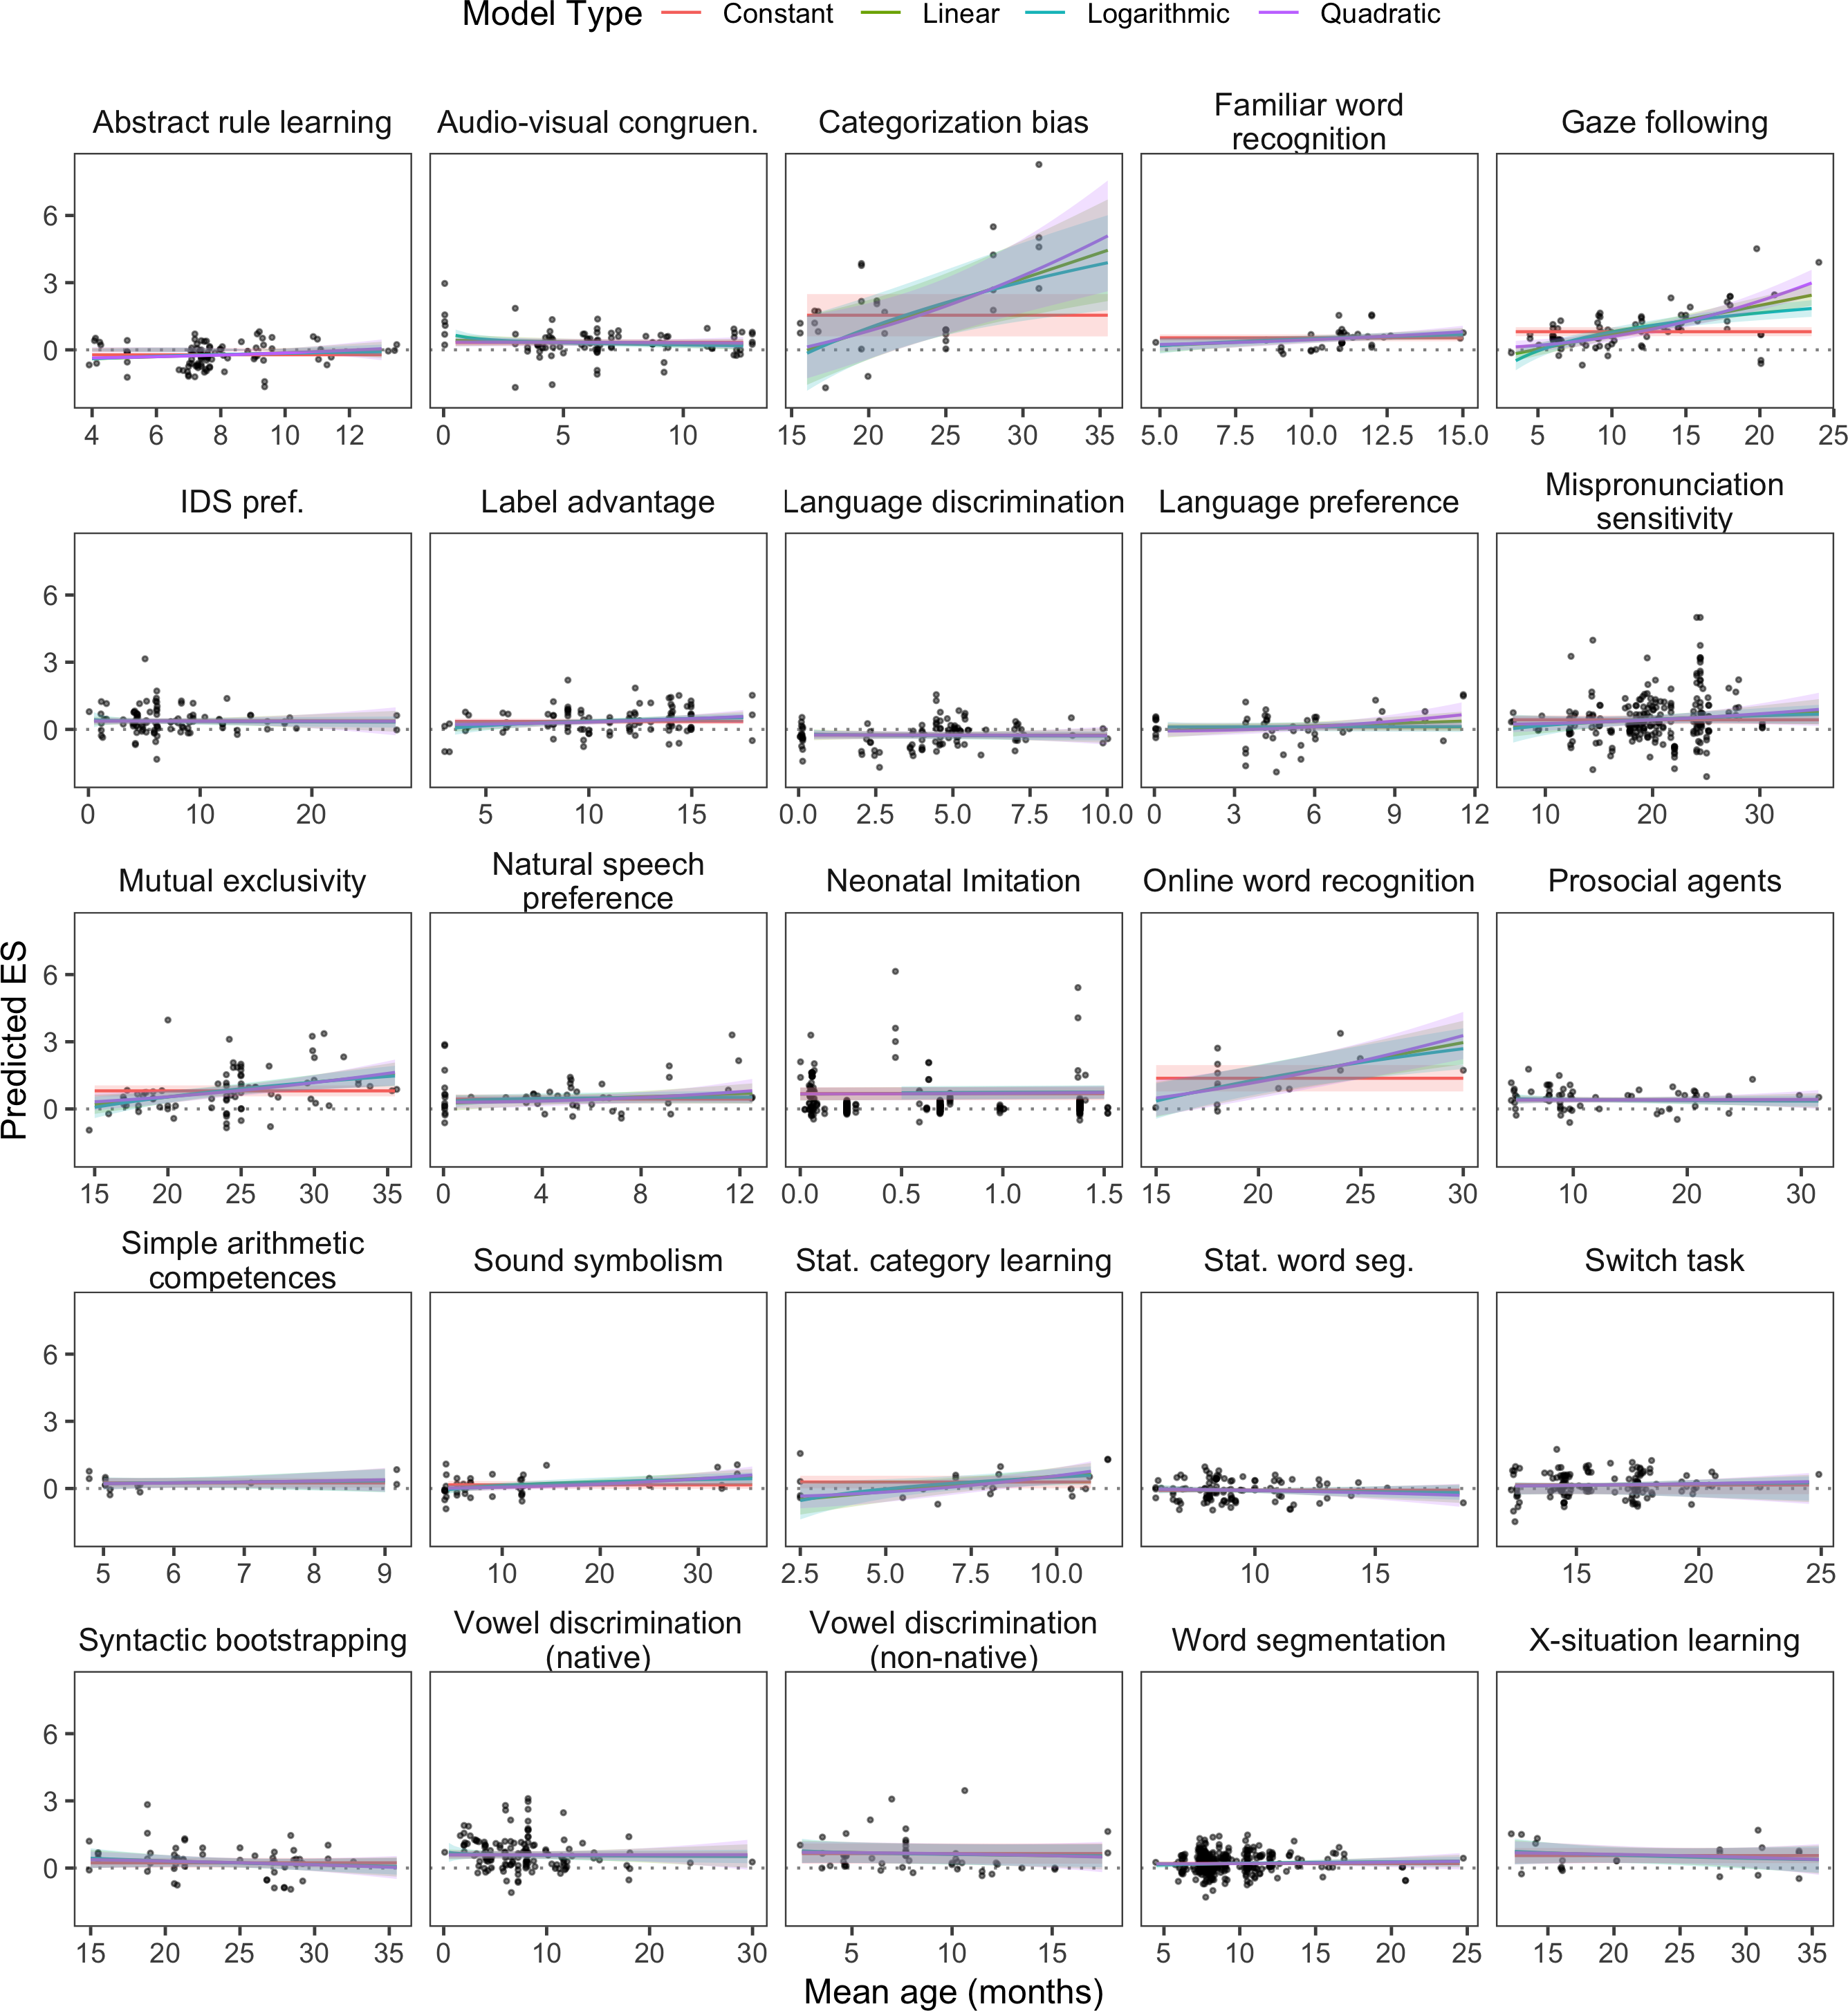 Model Type Constant Linear Logarithmic Quadratic
Abstract rule learning
Audio-visual congruen.
Categorization bias
Familiar word
recognition
Gaze following
6
3
0
4 6 8 10 12
0 5 10
15 20 25 30 35
5.0 7.5 10.0 12.5 15.0
5 10 15 20 25
IDS pref.
Label advantage
Language discrimination
Language preference
Mispronunciation
sensitivity
6
3
0
0 10 20
5 10 15
0.0 2.5 5.0 7.5 10.0
0 3 6 9 12
10 20 30
Mutual exclusivity
Natural speech
preference
Neonatal Imitation
Online word recognition
Prosocial agents
Predicted ES
6
3
0
15 20 25 30 35
0 4 8 12
0.0 0.5 1.0 1.5
15 20 25 30
10 20 30
Simple arithmetic
competences
Sound symbolism
Stat. category learning
Stat. word seg.
Switch task
6
3
0
5 6 7 8 9
10 20 30
2.5 5.0 7.5 10.0
10 15
15 20 25
Syntactic bootstrapping
Vowel discrimination
(native)
Vowel discrimination
(non-native)
Word segmentation
X-situation learning
6
3
0
15 20 25 30 35
0 10 20 30
5 10 15
5 10 15 20 25
15 20 25 30 35
Mean age (months)